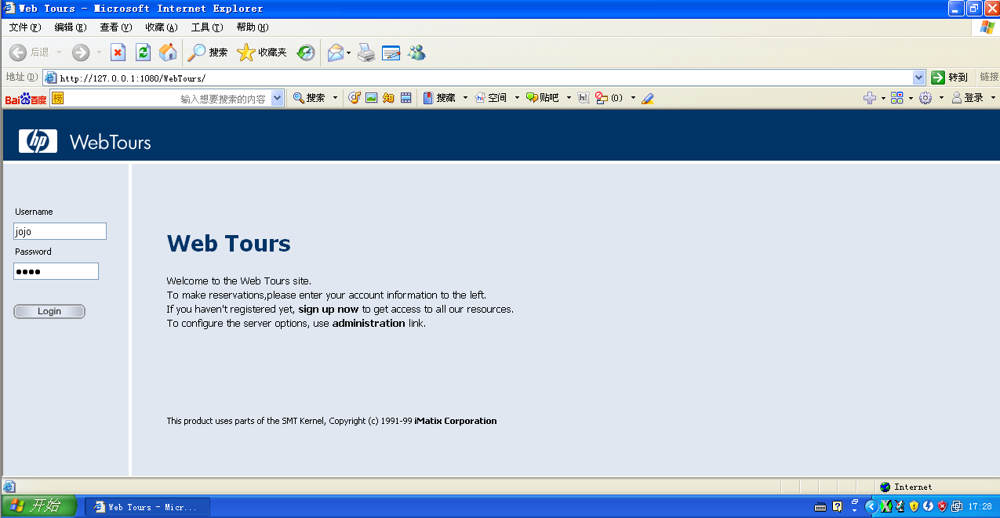 Web Tours - Microsoft Internet Explorer
文件(F) 编辑(E) 查看(V) 收藏(A) 工具(T) 帮助(H)
后退 搜索 收藏夹
地址(D) http://127.0.0.1:1080/WebTours/ 转到 链接
Bai百度 榜 输入想要搜索的内容 搜索 知 搜藏 hi 空间 贴吧 hi (0) 登录
hp WebTours
Username
jojo
Password
Login
Web Tours
Welcome to the Web Tours site.
To make reservations,please enter your account information to the left.
If you haven't registered yet, sign up now to get access to all our resources.
To configure the server options, use administration link.
This product uses parts of the SMT Kernel, Copyright (c) 1991-99 iMatix Corporation
Internet
开始 Web Tours - Micr... 17:28